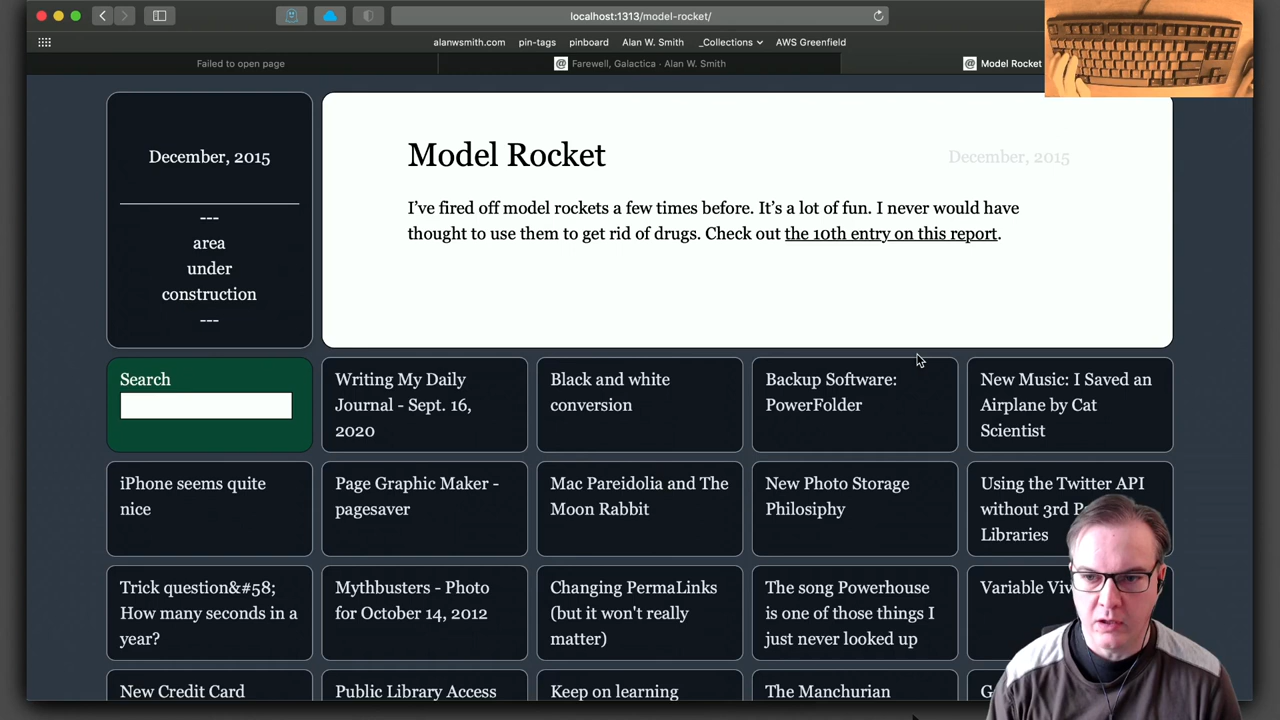 localhost:1313/model-rocket/
alanwsmith.com pin-tags pinboard Alan W. Smith _Collections AWS Greenfield
Failed to open page
Farewell, Galactica - Alan W. Smith
Model Rocket
December, 2015
---
area
under
construction
---
Model Rocket
December, 2015
I’ve fired off model rockets a few times before. It’s a lot of fun. I never would have
thought to use them to get rid of drugs. Check out the 10th entry on this report.
Search
Writing My Daily
Journal - Sept. 16,
2020
Black and white
conversion
Backup Software:
PowerFolder
New Music: I Saved an
Airplane by Cat
Scientist
iPhone seems quite
nice
Page Graphic Maker -
pagesaver
Mac Pareidolia and The
Moon Rabbit
New Photo Storage
Philosiphy
Using the Twitter API
without 3rd
Libraries
Trick question&#58;
How many seconds in a
year?
Mythbusters - Photo
for October 14, 2012
Changing PermaLinks
(but it won't really
matter)
The song Powerhouse
is one of those things I
just never looked up
Variable
New Credit Card
Public Library Access
Keep on learning
The Manchurian